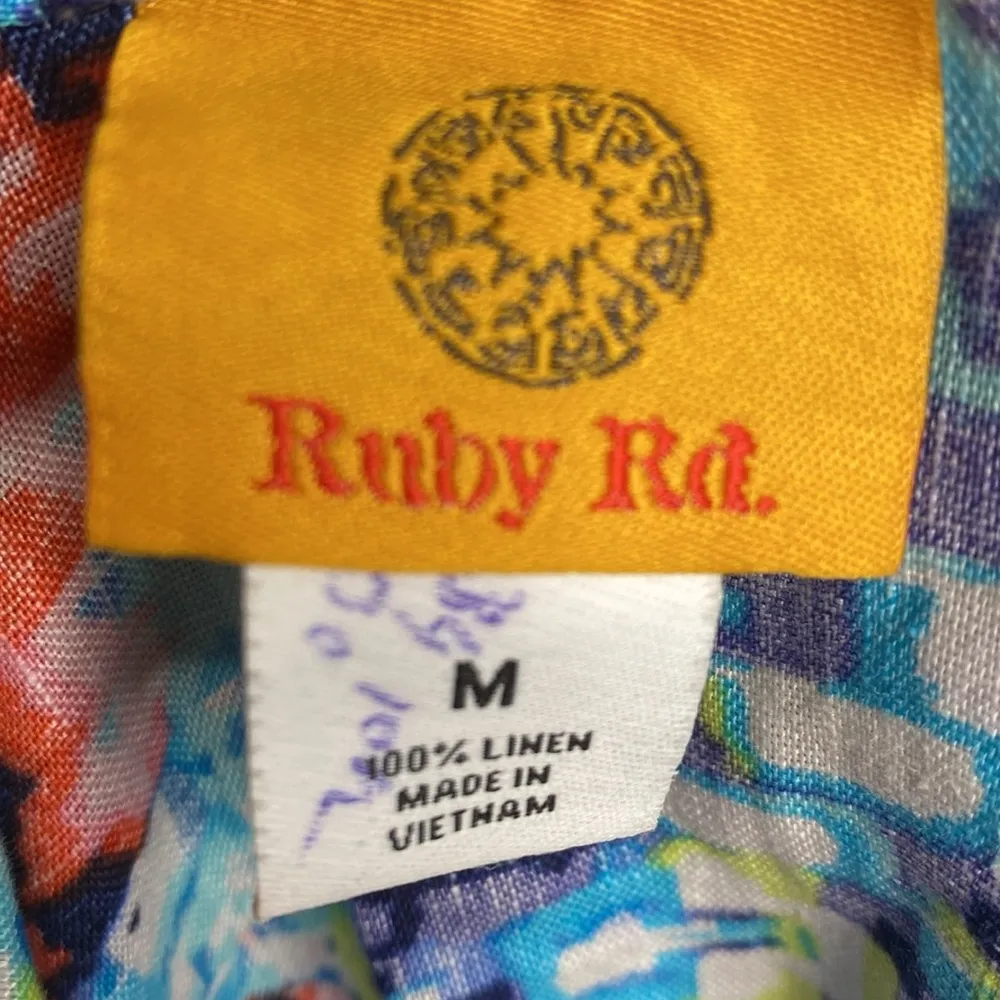 Ruby Rd.
M
100% LINEN
MADE IN
VIETNAM